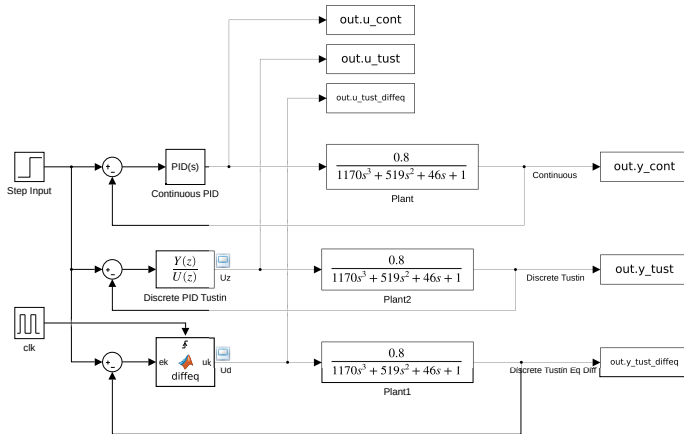 out.u_cont
out.u_tust
out.u_tust_diffeq
Step Input
+
-
PID(s)
Continuous PID
0.8
1170s³ + 519s² + 46s + 1
Plant
Continuous
out.y_cont
+
-
Y(z)
U(z)
Discrete PID Tustin
Uz
0.8
1170s³ + 519s² + 46s + 1
Plant2
Discrete Tustin
out.y_tust
clk
+
-
ek
uk
diffeq
Ud
0.8
1170s³ + 519s² + 46s + 1
Plant1
Discrete Tustin Eq Diff
out.y_tust_diffeq